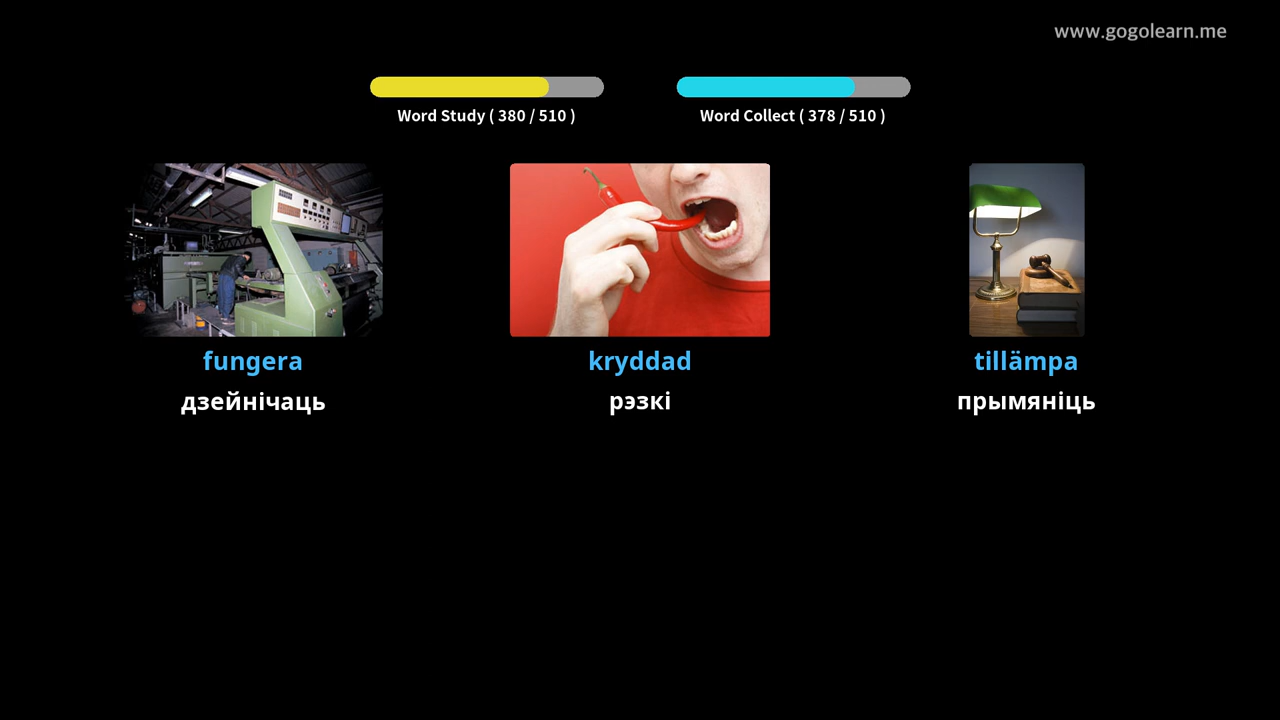 www.gogolearn.me
Word Study ( 380 / 510 )
Word Collect ( 378 / 510 )
fungera
kryddad
tillämpa
дзейнічаць
рэзкі
прымяніць